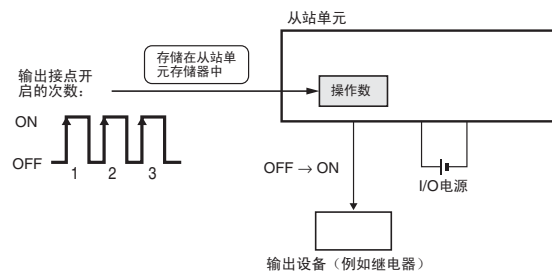 从站单元
存储在从站单
元存储器中
输出接点开
启的次数：
操作数
ON
OFF
1 2 3
OFF → ON
I/O电源
输出设备（例如继电器）